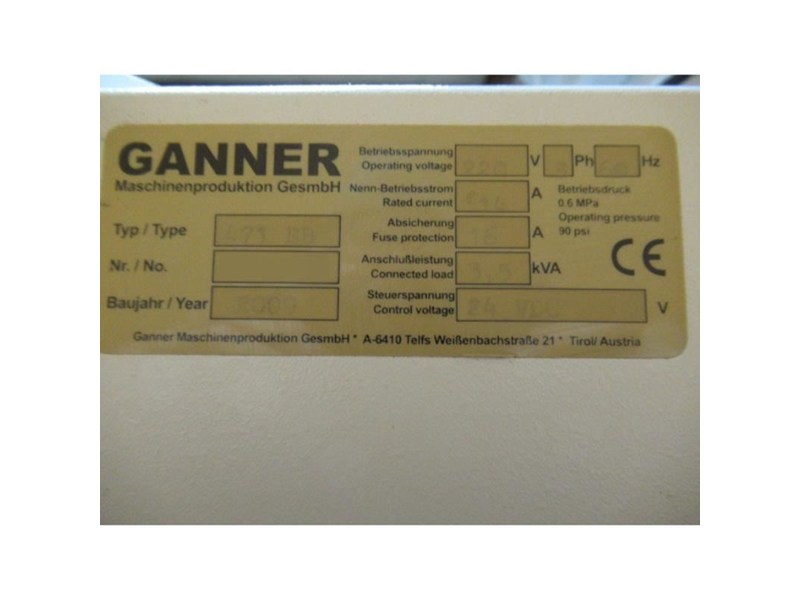 GANNER
Maschinenproduktion GesmbH
Typ / Type
Nr. / No.
Baujahr / Year
Betriebsspannung
Operating voltage 220 V Ph Hz
Nenn-Betriebsstrom
Rated current A
Absicherung
Fuse protection A
Anschlußleistung
Connected load kVA
Steuerspannung
Control voltage 24 VDC V
Betriebsdruck
0.6 MPa
Operating pressure
90 psi
CE
Ganner Maschinenproduktion GesmbH * A-6410 Telfs Weißenbachstraße 21 * Tirol/ Austria